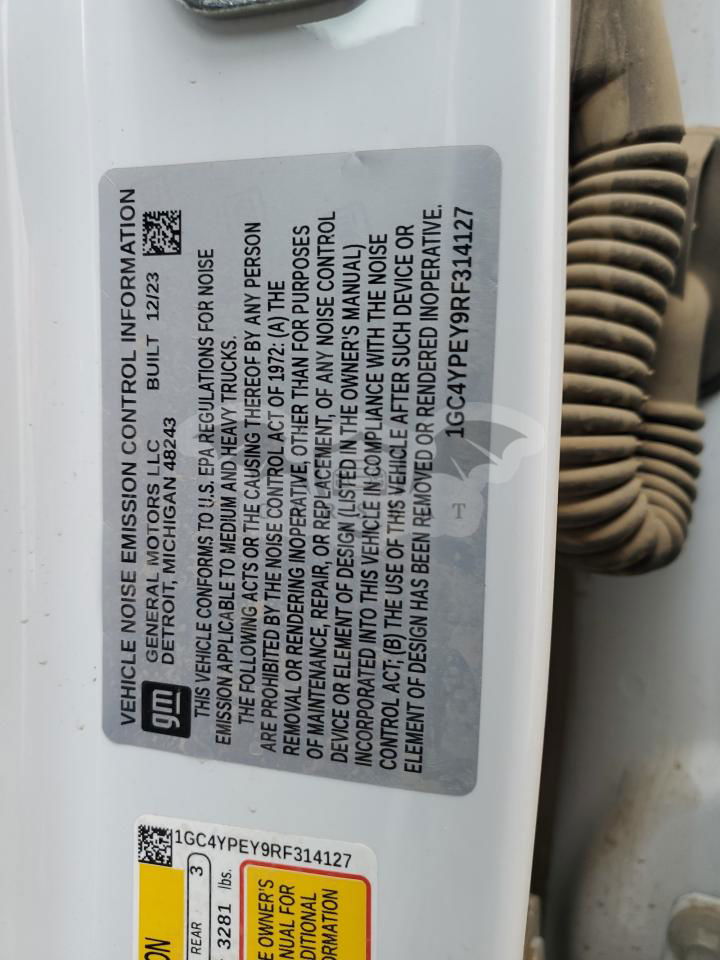 VEHICLE NOISE EMISSION CONTROL INFORMATION
gm
GENERAL MOTORS LLC BUILT 12/23
DETROIT, MICHIGAN 48243
THIS VEHICLE CONFORMS TO U.S. EPA REGULATIONS FOR NOISE
EMISSION APPLICABLE TO MEDIUM AND HEAVY TRUCKS.
THE FOLLOWING ACTS OR THE CAUSING THEREOF BY ANY PERSON
ARE PROHIBITED BY THE NOISE CONTROL ACT OF 1972: (A) THE
REMOVAL OR RENDERING INOPERATIVE, OTHER THAN FOR PURPOSES
OF MAINTENANCE, REPAIR, OR REPLACEMENT, OF ANY NOISE CONTROL
DEVICE OR ELEMENT OF DESIGN (LISTED IN THE OWNER'S MANUAL)
INCORPORATED INTO THIS VEHICLE IN COMPLIANCE WITH THE NOISE
CONTROL ACT; (B) THE USE OF THIS VEHICLE AFTER SUCH DEVICE OR
ELEMENT OF DESIGN HAS BEEN REMOVED OR RENDERED INOPERATIVE.
1GC4YPEY9RF314127
1GC4YPEY9RF314127
REAR 3
3281 lbs.
OWNER'S
FOR